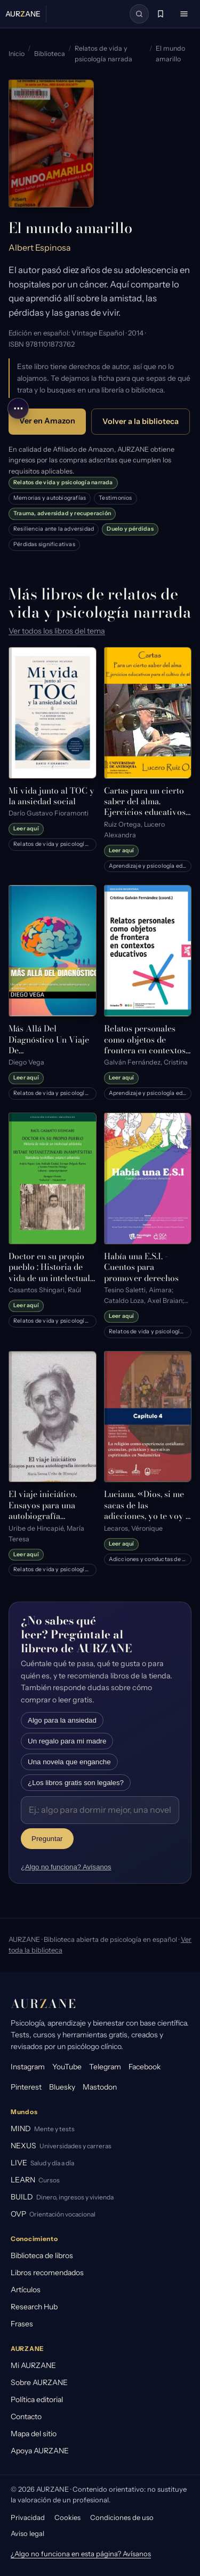 AURZANE
Inicio / Biblioteca / Relatos de vida y psicología narrada / El mundo amarillo
MUNDO AMARILLO
El mundo amarillo
Albert Espinosa
El autor pasó diez años de su adolescencia en
hospitales por un cáncer. Aquí comparte lo
que aprendió allí sobre la amistad, las
pérdidas y las ganas de vivir.
Edición en español: Vintage Español · 2014 ·
ISBN 9781101873762
Este libro tiene derechos de autor, así que no lo
alojamos. Te dejamos la ficha para que sepas de qué
trata y lo busques en una librería o biblioteca.
Ver en Amazon
Volver a la biblioteca
En calidad de Afiliado de Amazon, AURZANE obtiene
ingresos por las compras adscritas que cumplen los
requisitos aplicables.
Relatos de vida y psicología narrada
Memorias y autobiografías
Testimonios
Trauma, adversidad y recuperación
Resiliencia ante la adversidad
Duelo y pérdidas
Pérdidas significativas
Más libros de relatos de
vida y psicología narrada
Ver todos los libros del tema
Mi vida
junto al
TOC
y la ansiedad social
DARÍO FIORAMONTI
Mi vida junto al TOC y
la ansiedad social
Darío Gustavo Fioramonti
Leer aquí
Relatos de vida y psicologí...
Cartas
Para un cierto saber del alma.
Lucero Ruiz O.
Cartas para un cierto
saber del alma.
Ejercicios educativos...
Ruiz Ortega, Lucero
Alexandra
Leer aquí
Aprendizaje y psicología ed...
MÁS ALLÁ DEL DIAGNÓSTICO
DIEGO VEGA
Más Allá Del
Diagnóstico Un Viaje
De...
Diego Vega
Leer aquí
Relatos de vida y psicologí...
Cristina Galván Fernández (coord.)
Relatos personales
como objetos
de frontera
en contextos
educativos
Relatos personales
como objetos de
frontera en contextos...
Galván Fernández, Cristina
Leer aquí
Aprendizaje y psicología ed...
DOCTOR EN SU PROPIO PUEBLO
Doctor en su propio
pueblo : Historia de
vida de un intelectual...
Casantos Shingari, Raúl
Leer aquí
Relatos de vida y psicologí...
Había una E.S.I
Había una E.S.I. -
Cuentos para
promover derechos
Tesino Saletti, Aimara;
Cataldo Loza, Axel Braian;...
Leer aquí
Relatos de vida y psicologí...
El viaje iniciático
Ensayos para una autobiografía inmediata
El viaje iniciático.
Ensayos para una
autobiografía...
Uribe de Hincapié, María
Teresa
Leer aquí
Relatos de vida y psicologí...
Capítulo 4
Luciana. «Dios, si me
sacas de las
adicciones, yo te voy ...
Lecaros, Véronique
Leer aquí
Adicciones y conductas de ...
¿No sabes qué
leer? Pregúntale al
librero de AURZANE
Cuéntale qué te pasa, qué te gusta o para
quién es, y te recomienda libros de la tienda.
También responde dudas sobre cómo
comprar o leer gratis.
Algo para la ansiedad
Un regalo para mi madre
Una novela que enganche
¿Los libros gratis son legales?
Ej.: algo para dormir mejor, una novel
Preguntar
¿Algo no funciona? Avísanos
AURZANE · Biblioteca abierta de psicología en español · Ver
toda la biblioteca
AURZANE
Psicología, aprendizaje y bienestar con base científica.
Tests, cursos y herramientas gratis, creados y
revisados por un psicólogo clínico.
Instagram YouTube Telegram Facebook
Pinterest Bluesky Mastodon
Mundos
MIND Mente y tests
NEXUS Universidades y carreras
LIVE Salud y día a día
LEARN Cursos
BUILD Dinero, ingresos y vivienda
OVP Orientación vocacional
Conocimiento
Biblioteca de libros
Libros recomendados
Artículos
Research Hub
Frases
AURZANE
Mi AURZANE
Sobre AURZANE
Política editorial
Contacto
Mapa del sitio
Apoya AURZANE
© 2026 AURZANE · Contenido orientativo: no sustituye
la valoración de un profesional.
Privacidad Cookies Condiciones de uso
Aviso legal
¿Algo no funciona en esta página? Avísanos